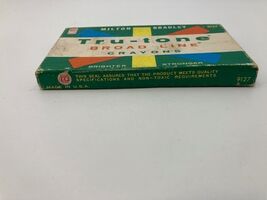 MILTON BRADLEY
Tru-tone
BROAD LINE
CRAYONS
BRIGHTER STRONGER
THIS SEAL ASSURES THAT THE PRODUCT MEETS QUALITY
SPECIFICATIONS AND NON-TOXIC REQUIREMENTS
MADE IN U.S.A.
9127